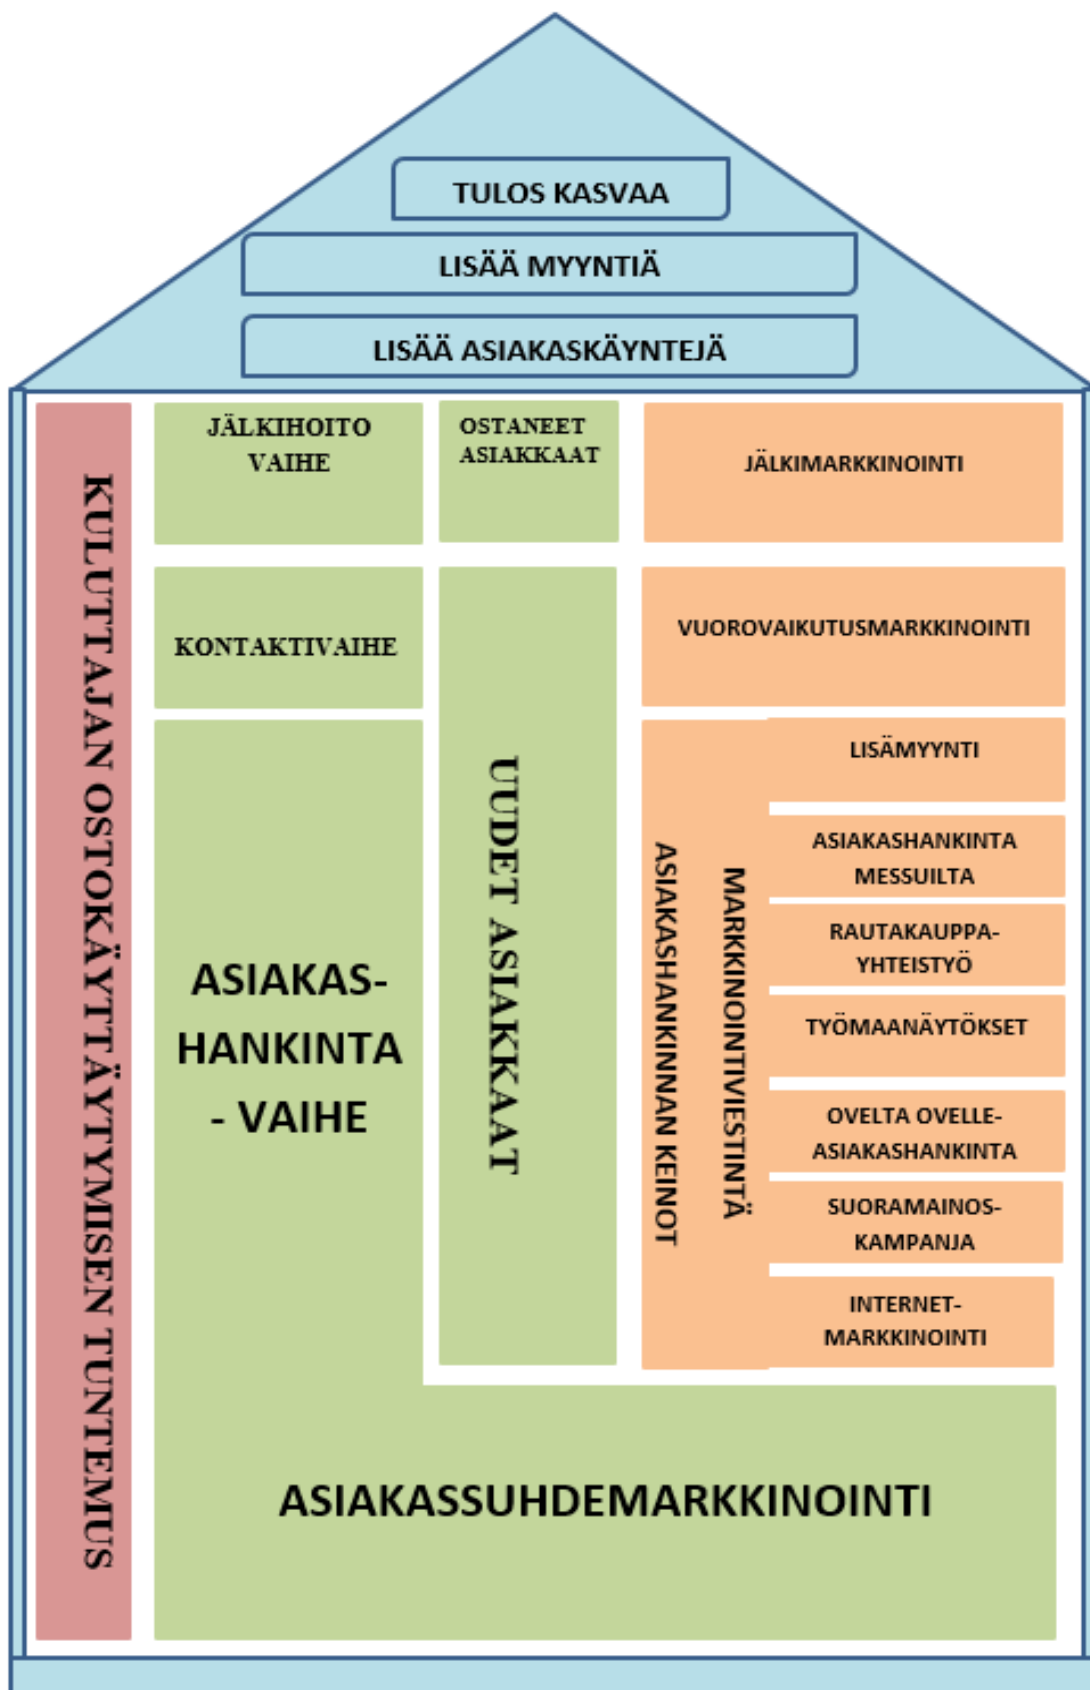 TULOS KASVAA
LISÄÄ MYYNTIÄ
LISÄÄ ASIAKASKÄYNTEJÄ
KULUTTAJAN OSTOKÄYTTÄYTYMISEN TUNTEMUS
JÄLKIHOITO
VAIHE
OSTANEET
ASIAKKAAT
JÄLKIMARKKINOINTI
KONTAKTIVAIHE
UUDET ASIAKKAAT
VUOROVAIKUTUSMARKKINOINTI
ASIAKAS-
HANKINTA
- VAIHE
MARKKINOINTIVIESTINTÄ
ASIAKASHANKINNAN KEINOT
LISÄMYYNTI
ASIAKASHANKINTA
MESSUILTA
RAUTAKAUPPA-
YHTEISTYÖ
TYÖMAANÄYTÖKSET
OVELTA OVELLE-
ASIAKASHANKINTA
SUORAMAINOS-
KAMPANJA
INTERNET-
MARKKINOINTI
ASIAKASSUHDEMARKKINOINTI